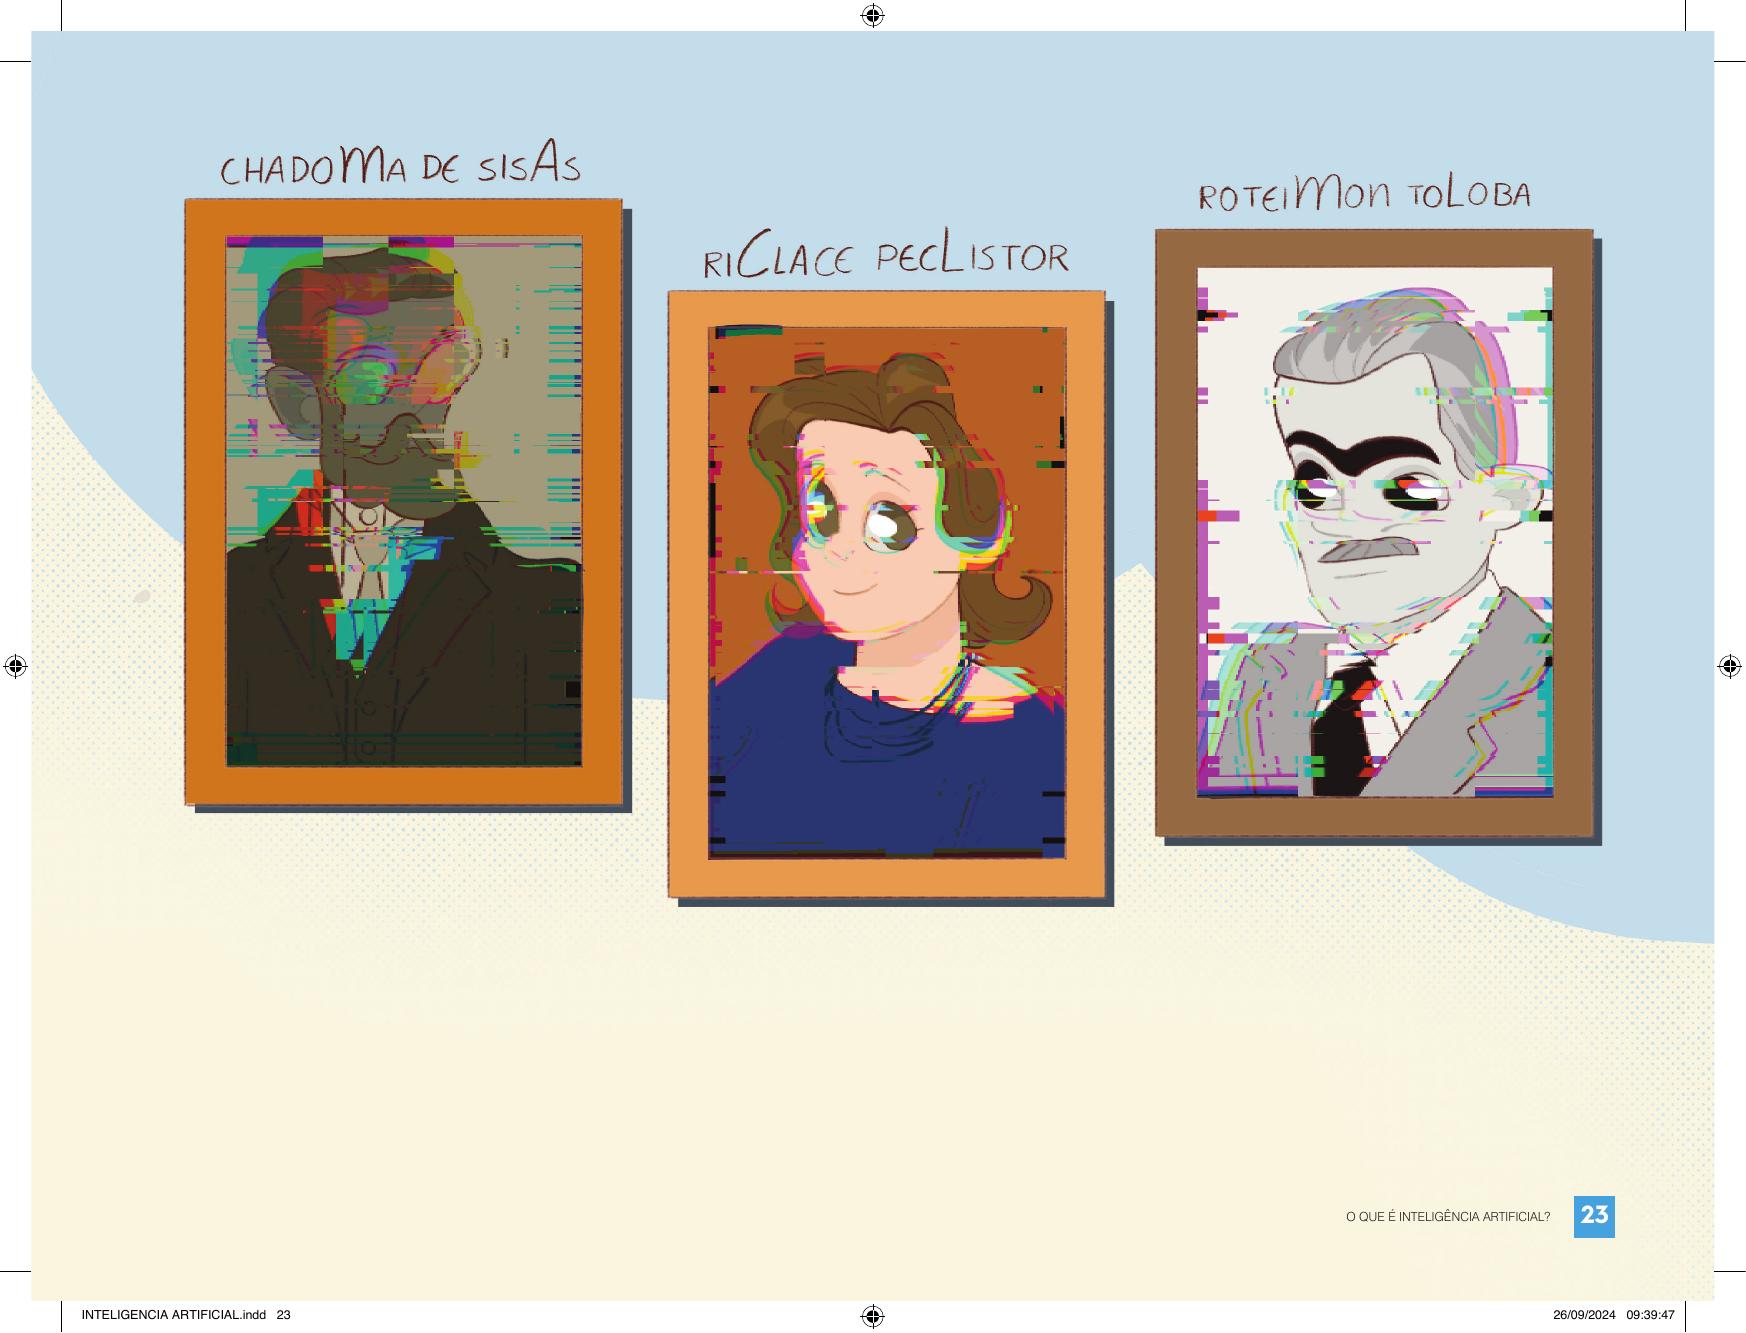 CHADOMA DE SISAS
RICLACE PECLISTOR
ROTEIMON TOLOBA
O QUE É INTELIGÊNCIA ARTIFICIAL? 23
INTELIGENCIA ARTIFICIAL.indd 23
26/09/2024 09:39:47